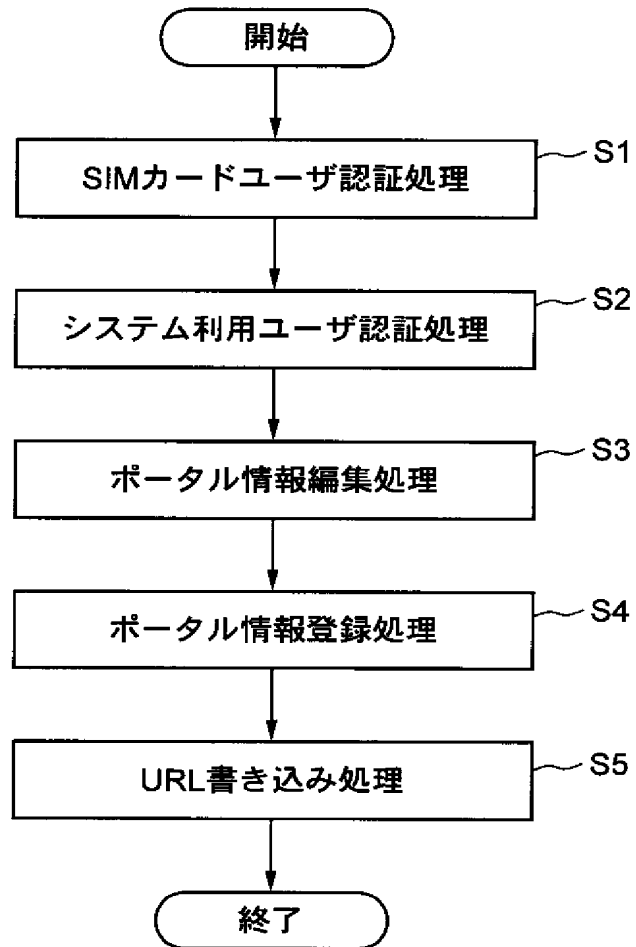 開始
SIMカードユーザ認証処理
S1
システム利用ユーザ認証処理
S2
ポータル情報編集処理
S3
ポータル情報登録処理
S4
URL書き込み処理
S5
終了